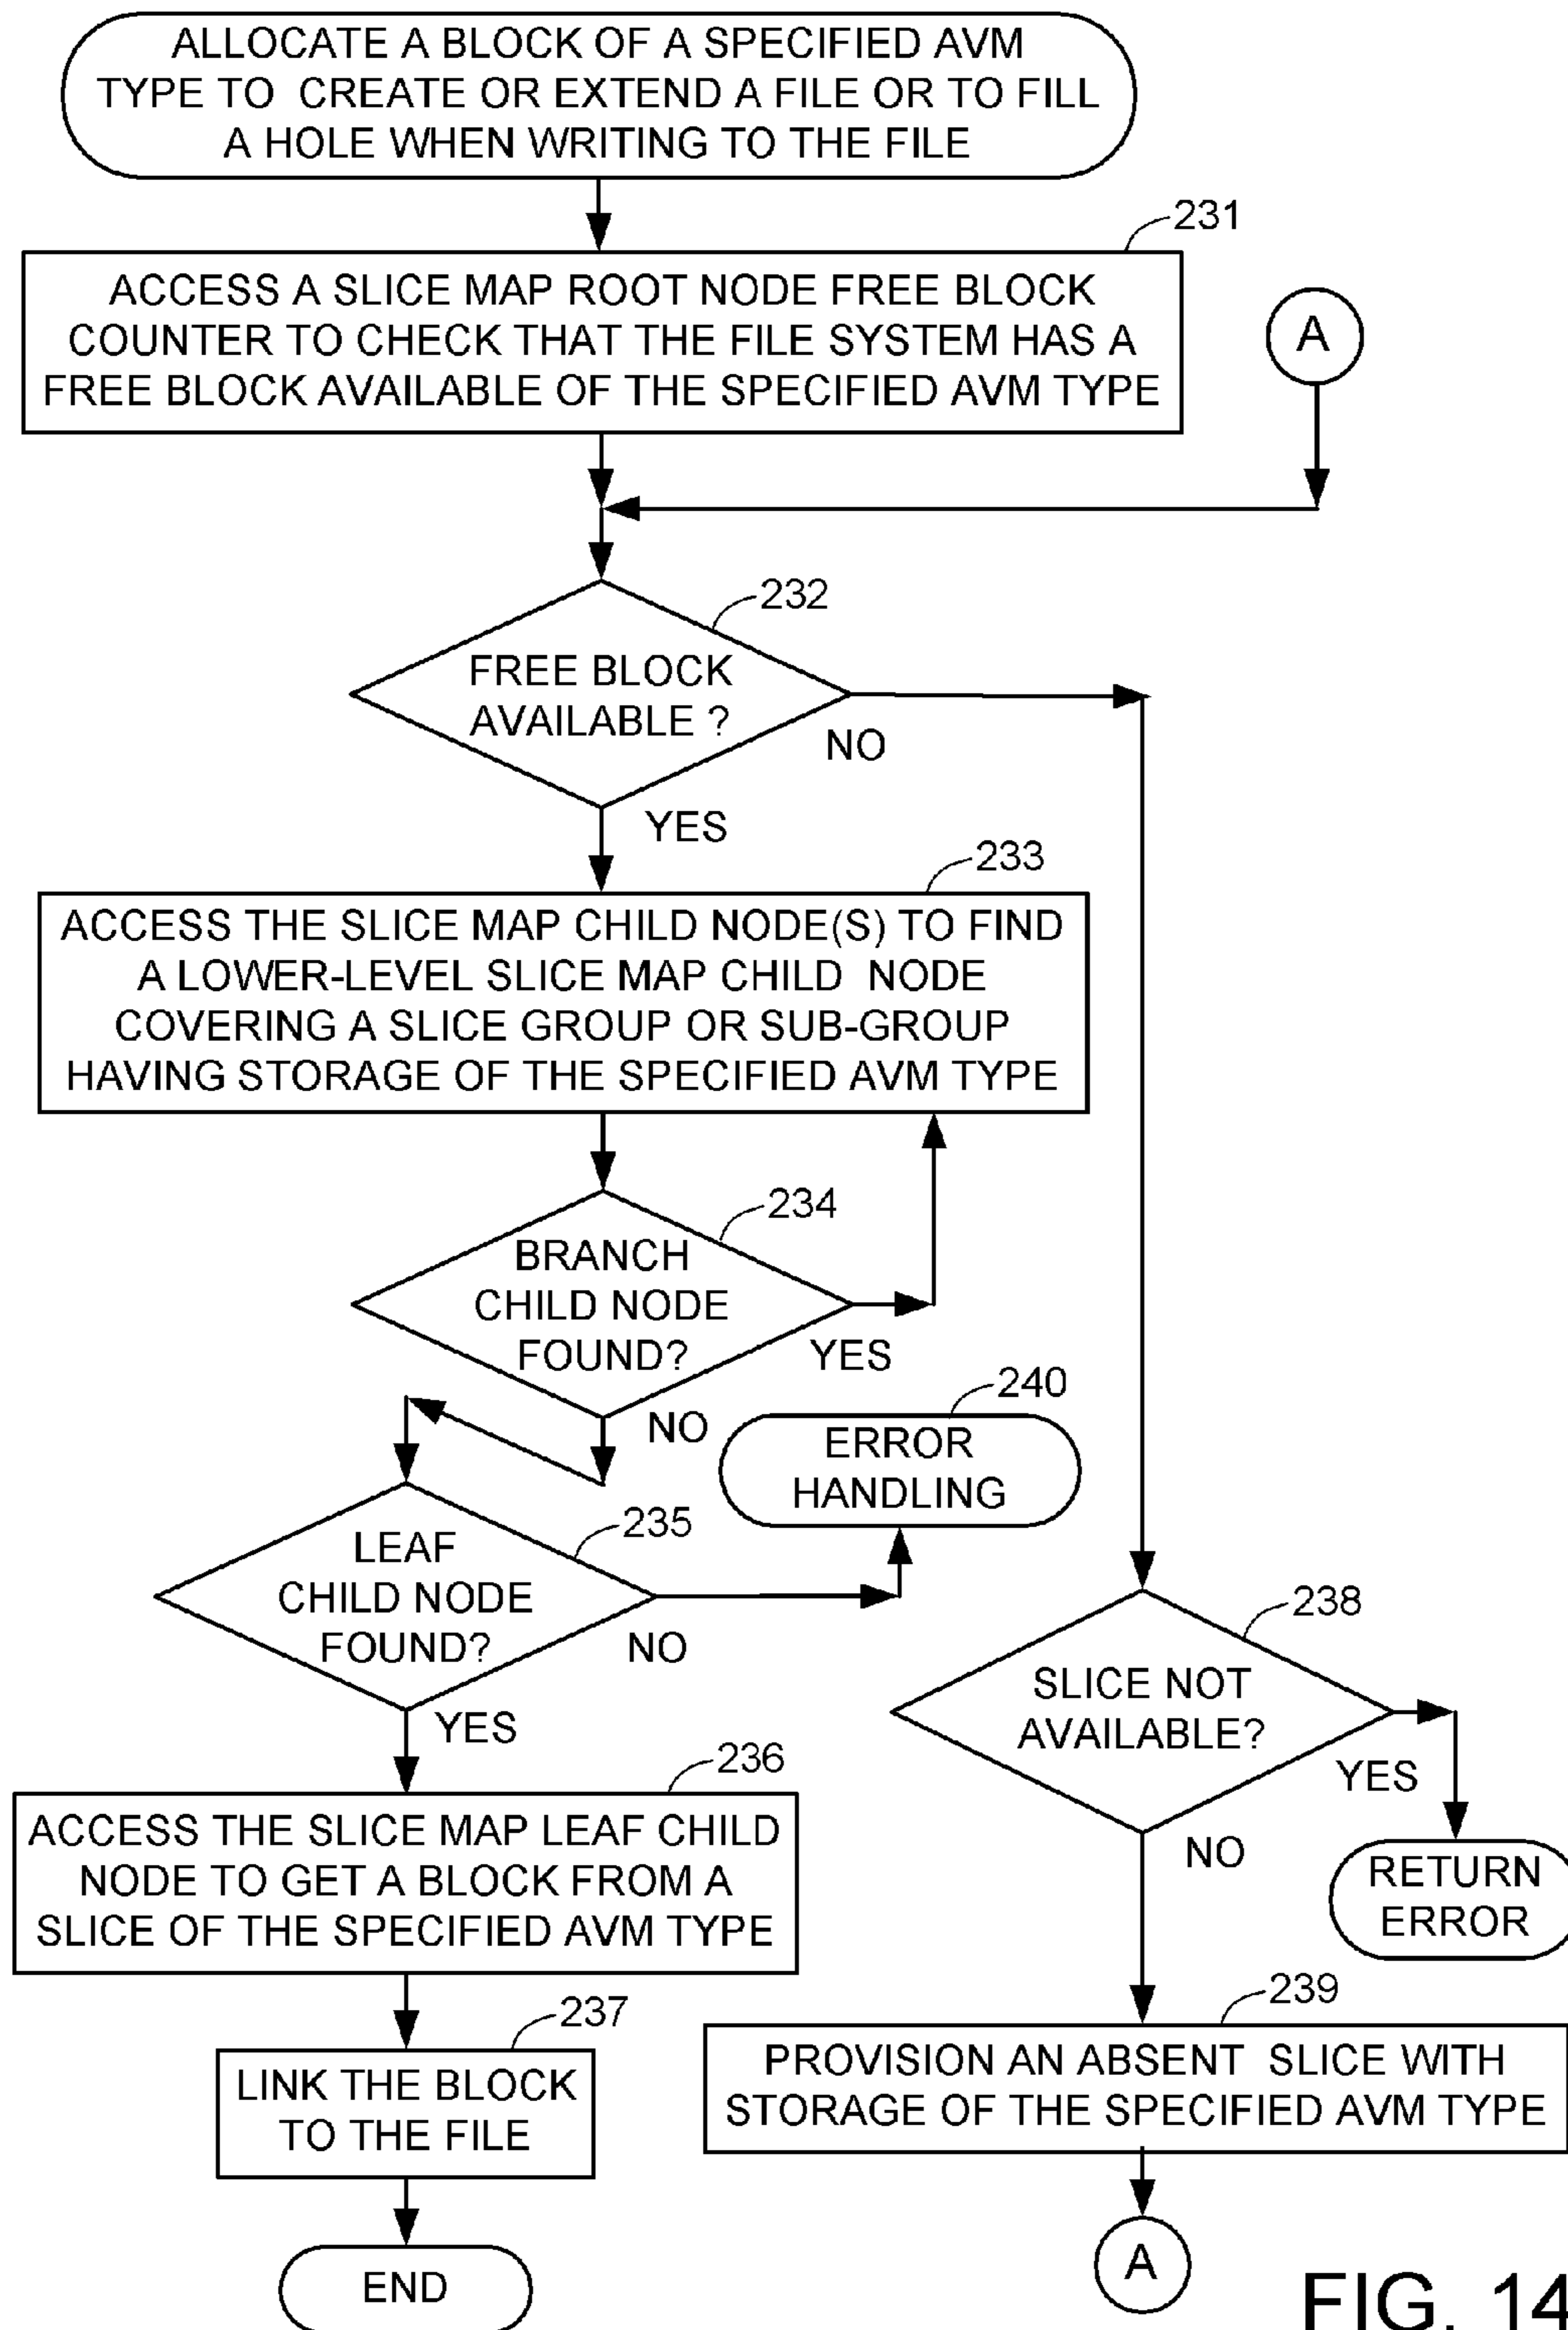 ALLOCATE A BLOCK OF A SPECIFIED AVM
TYPE TO CREATE OR EXTEND A FILE OR TO FILL
A HOLE WHEN WRITING TO THE FILE
231
ACCESS A SLICE MAP ROOT NODE FREE BLOCK
COUNTER TO CHECK THAT THE FILE SYSTEM HAS A
FREE BLOCK AVAILABLE OF THE SPECIFIED AVM TYPE
A
232
FREE BLOCK
AVAILABLE ?
NO
YES
233
ACCESS THE SLICE MAP CHILD NODE(S) TO FIND
A LOWER-LEVEL SLICE MAP CHILD NODE
COVERING A SLICE GROUP OR SUB-GROUP
HAVING STORAGE OF THE SPECIFIED AVM TYPE
234
BRANCH
CHILD NODE
FOUND?
YES
NO
240
ERROR
HANDLING
235
LEAF
CHILD NODE
FOUND?
NO
YES
238
SLICE NOT
AVAILABLE?
YES
NO
RETURN
ERROR
236
ACCESS THE SLICE MAP LEAF CHILD
NODE TO GET A BLOCK FROM A
SLICE OF THE SPECIFIED AVM TYPE
237
LINK THE BLOCK
TO THE FILE
END
239
PROVISION AN ABSENT SLICE WITH
STORAGE OF THE SPECIFIED AVM TYPE
A
FIG. 14